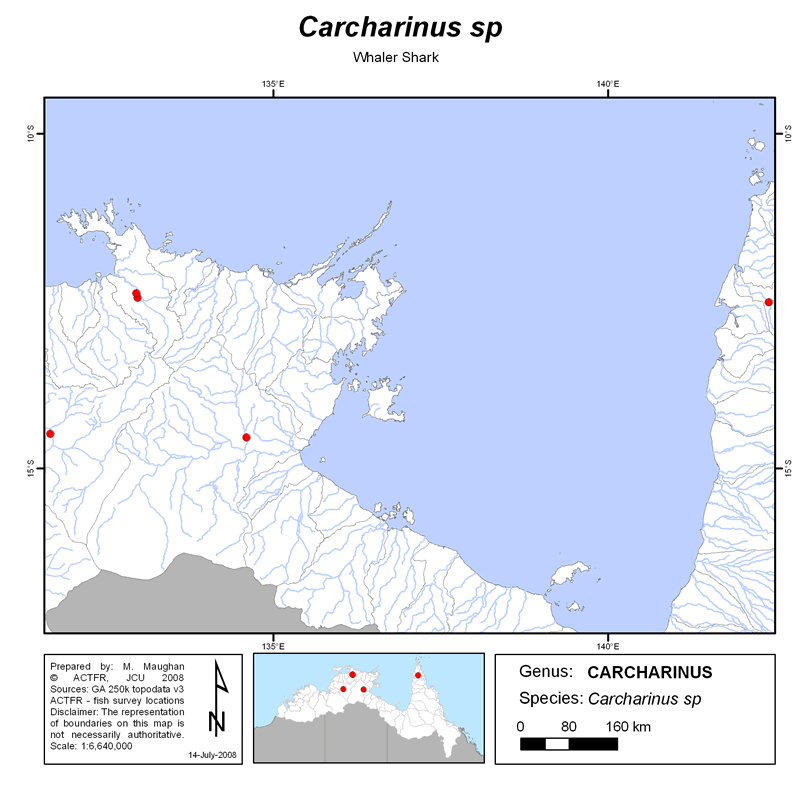 Carcharinus sp
Whaler Shark
135°E 140°E
10°S 10°S
15°S 15°S
135°E 140°E
Prepared by: M. Maughan
© ACTFR, JCU 2008
Sources: GA 250k topodata v3
ACTFR - fish survey locations
Disclaimer: The representation
of boundaries on this map is
not necessarily authoritative.
Scale: 1:6,640,000
N
14-July-2008
Genus: CARCHARINUS
Species: Carcharinus sp
0 80 160 km